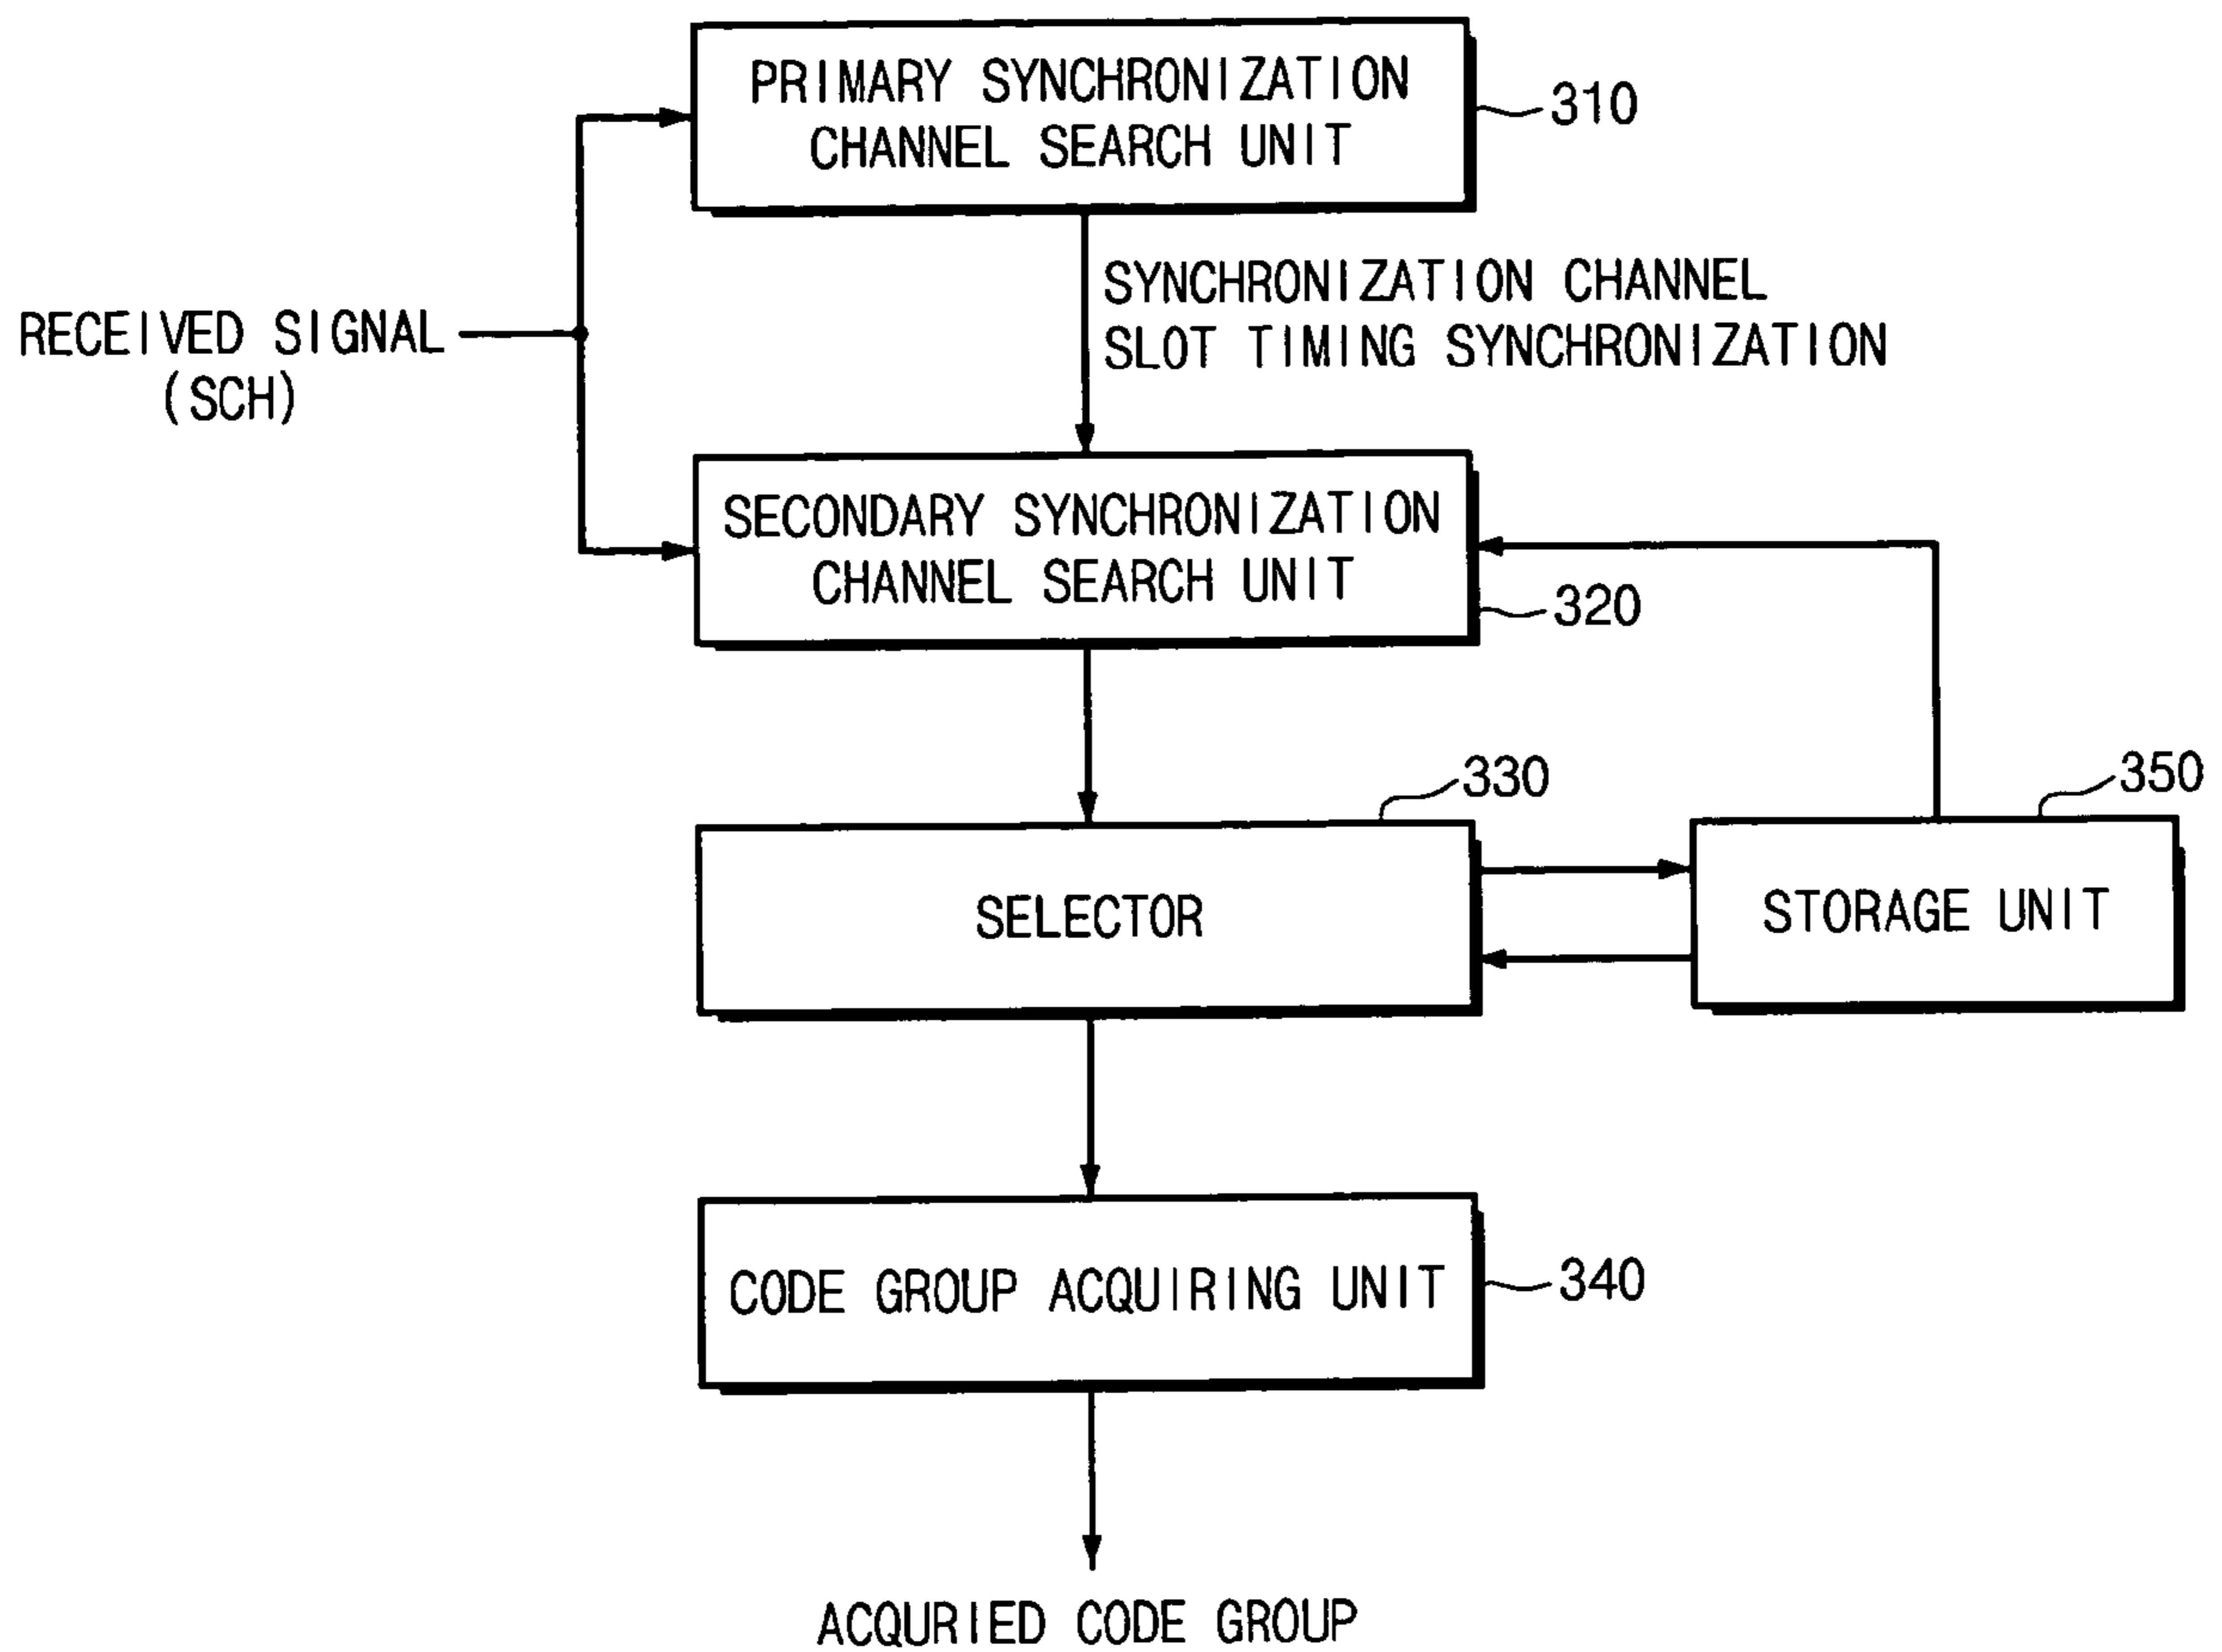 PRIMARY SYNCHRONIZATION
CHANNEL SEARCH UNIT
310
SYNCHRONIZATION CHANNEL
SLOT TIMING SYNCHRONIZATION
RECEIVED SIGNAL
(SCH)
SECONDARY SYNCHRONIZATION
CHANNEL SEARCH UNIT
320
330
350
SELECTOR
STORAGE UNIT
CODE GROUP ACQUIRING UNIT
340
ACQURIED CODE GROUP